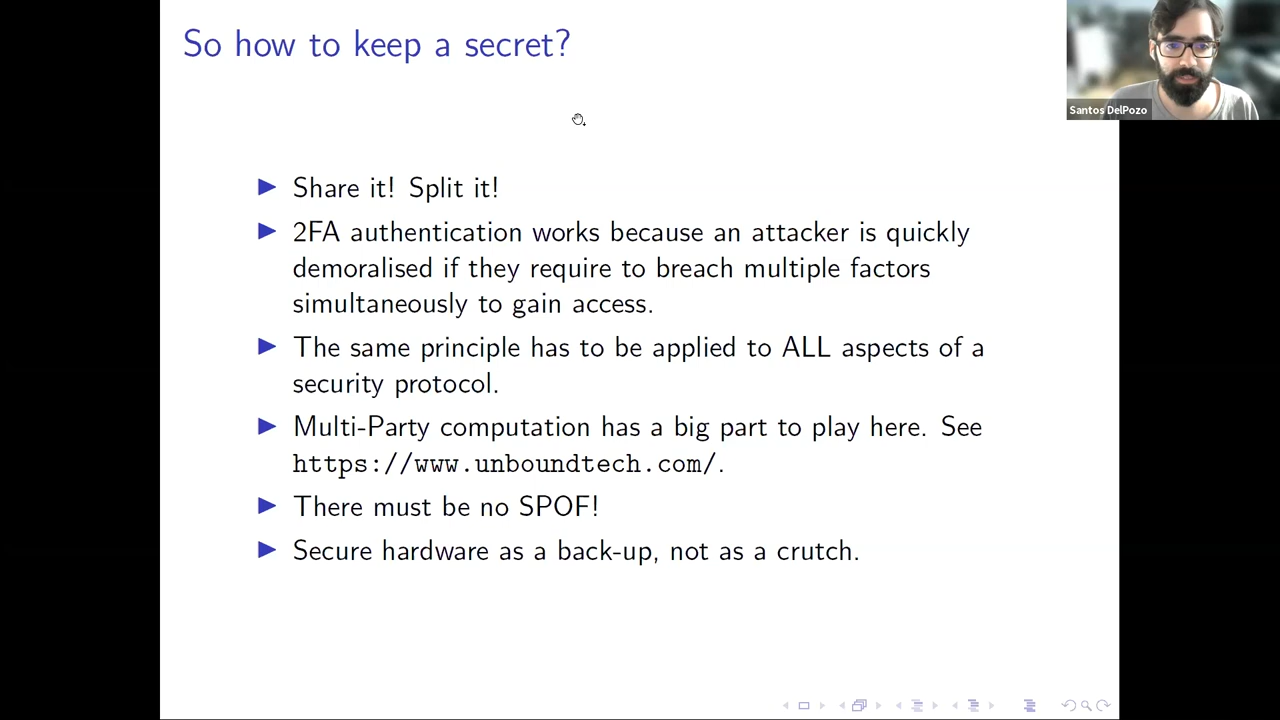 So how to keep a secret?
Santos DelPozo
Share it! Split it!
2FA authentication works because an attacker is quickly
demoralised if they require to breach multiple factors
simultaneously to gain access.
The same principle has to be applied to ALL aspects of a
security protocol.
Multi-Party computation has a big part to play here. See
https://www.unboundtech.com/.
There must be no SPOF!
Secure hardware as a back-up, not as a crutch.